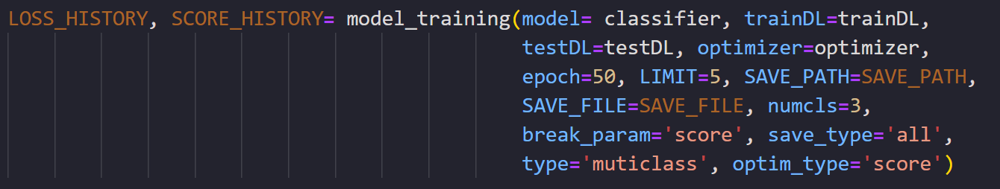 LOSS_HISTORY, SCORE_HISTORY= model_training(model= classifier, trainDL=trainDL,
testDL=testDL, optimizer=optimizer,
epoch=50, LIMIT=5, SAVE_PATH=SAVE_PATH,
SAVE_FILE=SAVE_FILE, numcls=3,
break_param='score', save_type='all',
type='muticlass', optim_type='score')